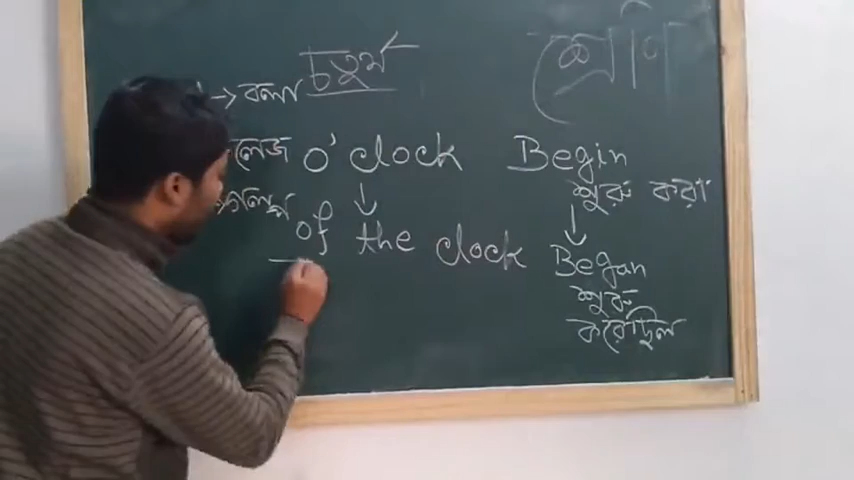 চতুর্থ শ্রেণি
→ বলা
o'clock Begin
↓ শুরু করা
of the clock ↓
Began
শুরু
করেছিল